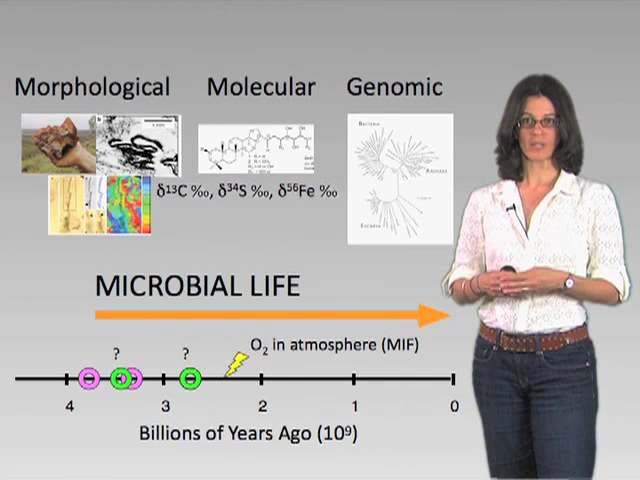 Morphological Molecular Genomic
BACTERIA
ARCHAEA
EUCARYA
δ¹³C ‰, δ³⁴S ‰, δ⁵⁶Fe ‰
MICROBIAL LIFE
O₂ in atmosphere (MIF)
? ?
4 3 2 1 0
Billions of Years Ago (10⁹)